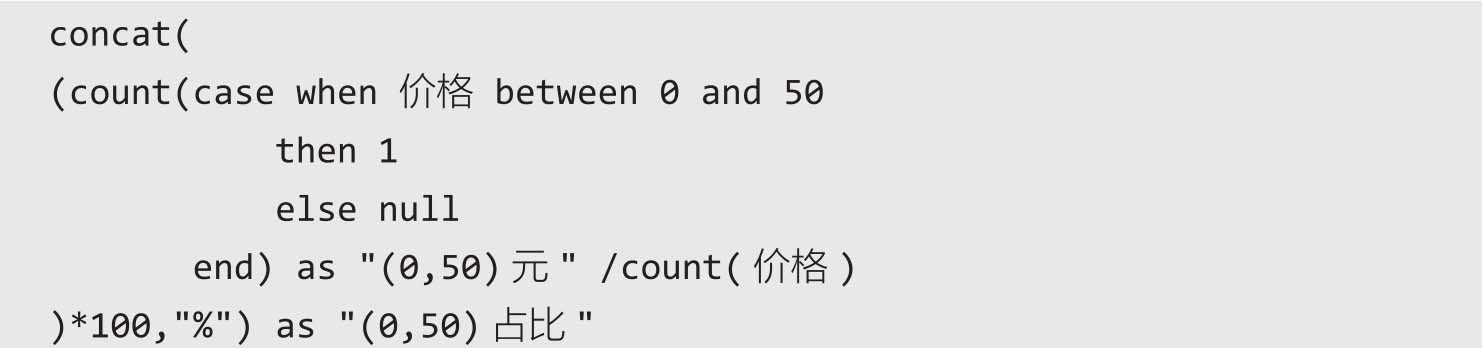 concat(
(count(case when 价格 between 0 and 50
then 1
else null
end) as "(0,50)元" /count(价格)
)*100,"%") as "(0,50)占比"